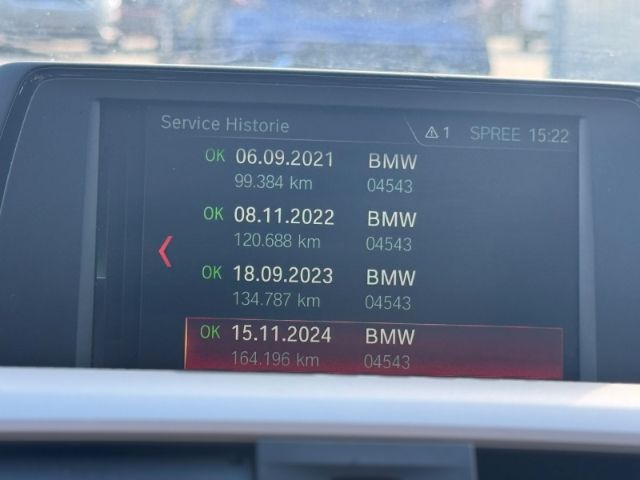 Service Historie ⚠1 SPREE 15:22
OK 06.09.2021 BMW
99.384 km 04543
OK 08.11.2022 BMW
120.688 km 04543
OK 18.09.2023 BMW
134.787 km 04543
OK 15.11.2024 BMW
164.196 km 04543